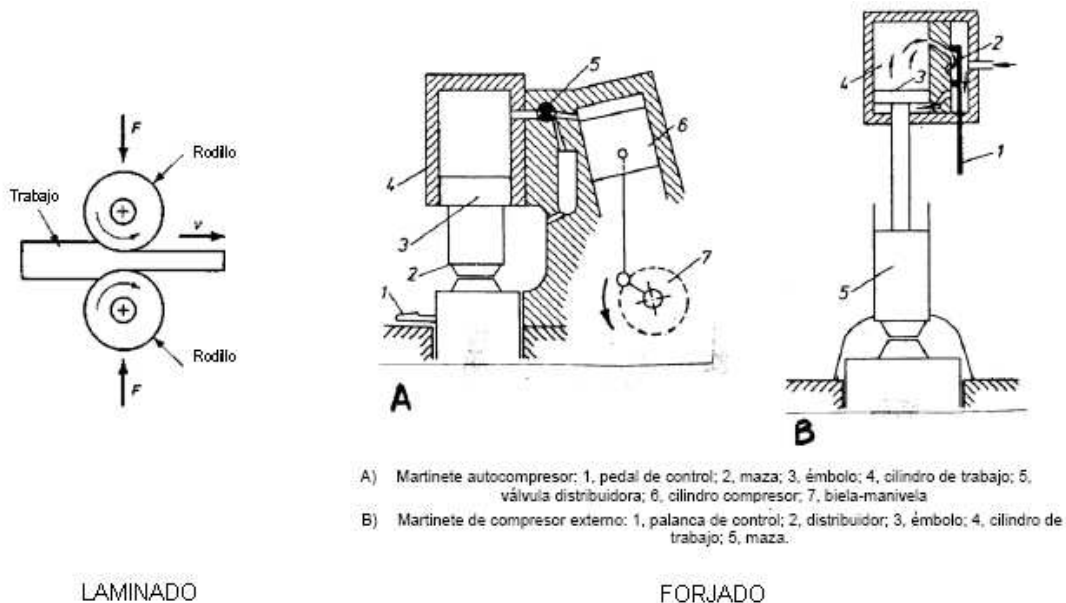 F
Rodillo
Trabajo
v
Rodillo
F
LAMINADO
5
6
4
3
2
7
1
A
2
4
3
1
5
B
A) Martinete autocompresor: 1, pedal de control; 2, maza; 3, émbolo; 4, cilindro de trabajo; 5,
válvula distribuidora; 6, cilindro compresor; 7, biela-manivela
B) Martinete de compresor externo: 1, palanca de control; 2, distribuidor; 3, émbolo; 4, cilindro de
trabajo; 5, maza.
FORJADO